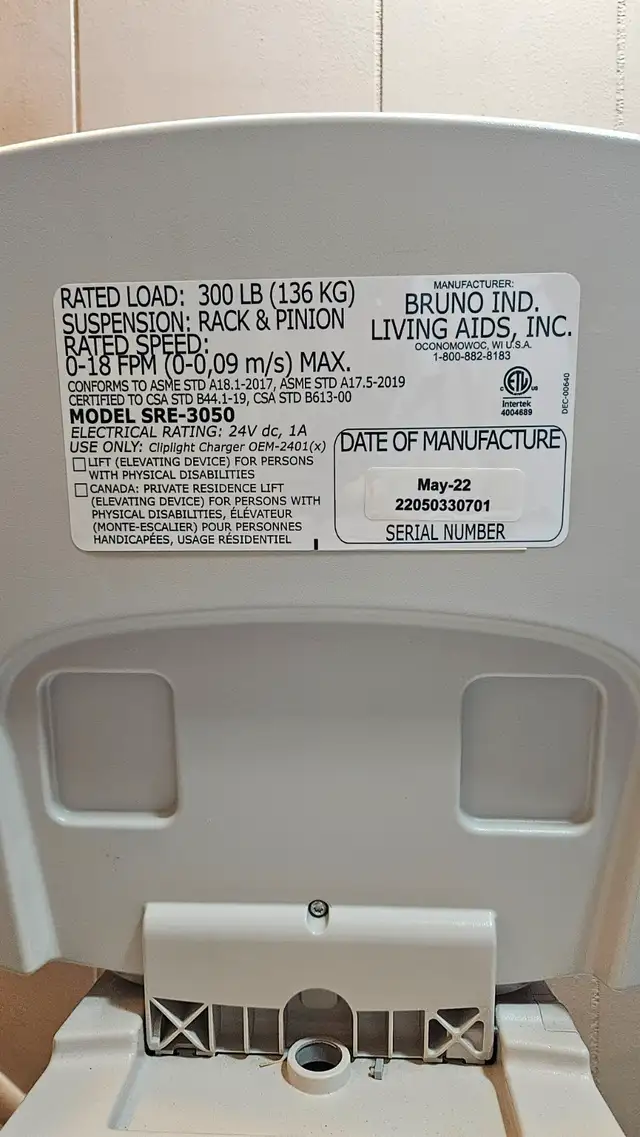 RATED LOAD: 300 LB (136 KG)
SUSPENSION: RACK & PINION
RATED SPEED:
0-18 FPM (0-0,09 m/s) MAX.
CONFORMS TO ASME STD A18.1-2017, ASME STD A17.5-2019
CERTIFIED TO CSA STD B44.1-19, CSA STD B613-00
MODEL SRE-3050
ELECTRICAL RATING: 24V dc, 1A
USE ONLY: Cliplight Charger OEM-2401(x)
LIFT (ELEVATING DEVICE) FOR PERSONS
WITH PHYSICAL DISABILITIES
CANADA: PRIVATE RESIDENCE LIFT
(ELEVATING DEVICE) FOR PERSONS WITH
PHYSICAL DISABILITIES, ÉLÉVATEUR
(MONTE-ESCALIER) POUR PERSONNES
HANDICAPÉES, USAGE RÉSIDENTIEL
MANUFACTURER:
BRUNO IND.
LIVING AIDS, INC.
OCONOMOWOC, WI U.S.A.
1-800-882-8183
C ETL US
Intertek
4004689
DEC-00640
DATE OF MANUFACTURE
May-22
22050330701
SERIAL NUMBER